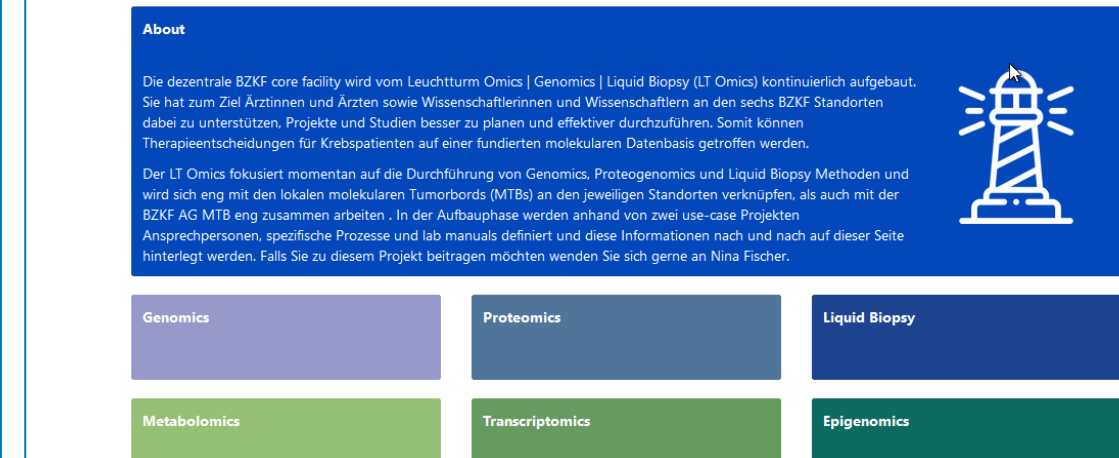 About
Die dezentrale BZKF core facility wird vom Leuchtturm Omics | Genomics | Liquid Biopsy (LT Omics) kontinuierlich aufgebaut.
Sie hat zum Ziel Ärztinnen und Ärzten sowie Wissenschaftlerinnen und Wissenschaftlern an den sechs BZKF Standorten
dabei zu unterstützen, Projekte und Studien besser zu planen und effektiver durchzuführen. Somit können
Therapieentscheidungen für Krebspatienten auf einer fundierten molekularen Datenbasis getroffen werden.
Der LT Omics fokusiert momentan auf die Durchführung von Genomics, Proteogenomics und Liquid Biopsy Methoden und
wird sich eng mit den lokalen molekularen Tumorbords (MTBs) an den jeweiligen Standorten verknüpfen, als auch mit der
BZKF AG MTB eng zusammen arbeiten . In der Aufbauphase werden anhand von zwei use-case Projekten
Ansprechpersonen, spezifische Prozesse und lab manuals definiert und diese Informationen nach und nach auf dieser Seite
hinterlegt werden. Falls Sie zu diesem Projekt beitragen möchten wenden Sie sich gerne an Nina Fischer.
Genomics
Proteomics
Liquid Biopsy
Metabolomics
Transcriptomics
Epigenomics